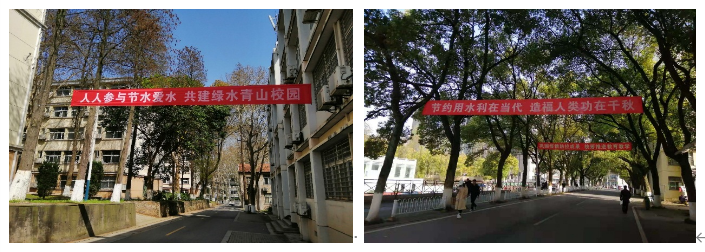 人人参与节水爱水 共建绿水青山校园
节约用水利在当代 造福人类功在千秋